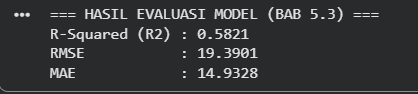 === HASIL EVALUASI MODEL (BAB 5.3) ===
R-Squared (R2) : 0.5821
RMSE           : 19.3901
MAE            : 14.9328